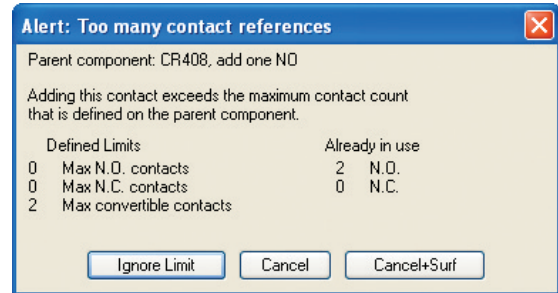 Alert: Too many contact references
Parent component: CR408, add one NO
Adding this contact exceeds the maximum contact count
that is defined on the parent component.
Defined Limits Already in use
0 Max N.O. contacts 2 N.O.
0 Max N.C. contacts 0 N.C.
2 Max convertible contacts
Ignore Limit Cancel Cancel+Surf